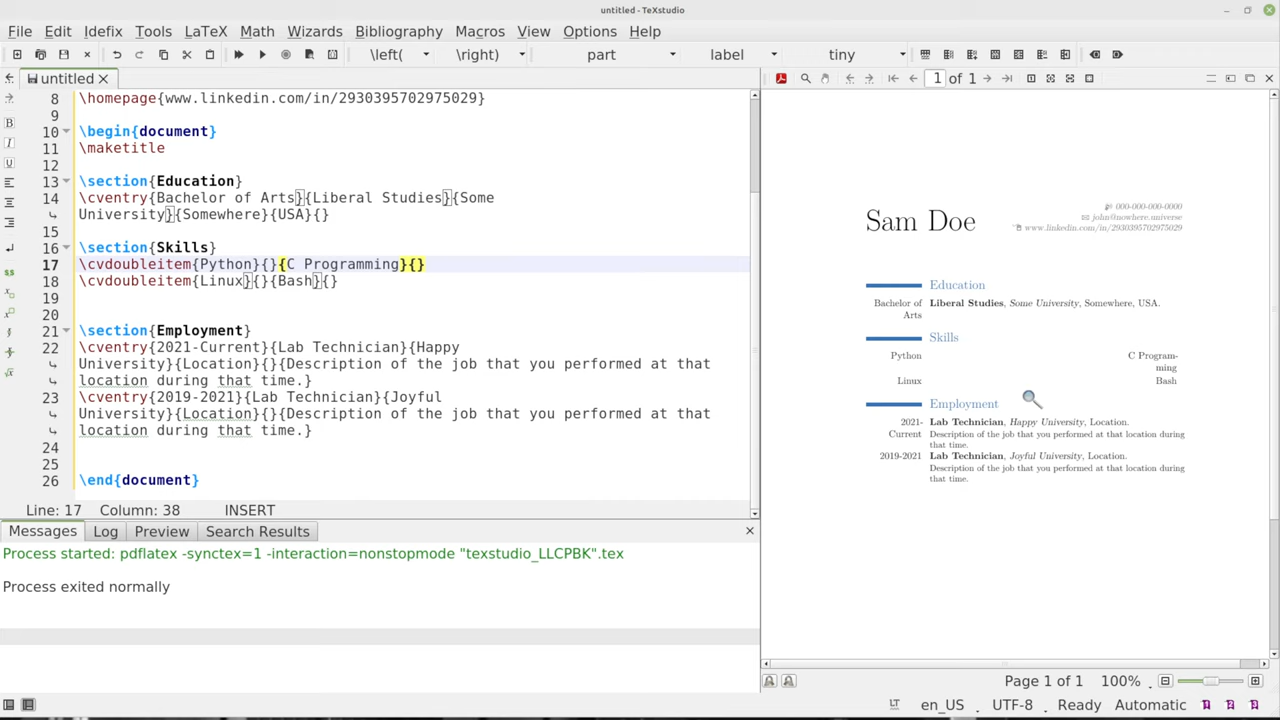 untitled - TeXstudio
File Edit Idefix Tools LaTeX Math Wizards Bibliography Macros View Options Help
\left( \right) part label tiny
untitled
1 of 1
8 \homepage{www.linkedin.com/in/2930395702975029}
9
10 \begin{document}
11 \maketitle
12
13 \section{Education}
14 \cventry{Bachelor of Arts}{Liberal Studies}{Some
University}{Somewhere}{USA}{}
15
16 \section{Skills}
17 \cvdoubleitem{Python}{}{C Programming}{}
18 \cvdoubleitem{Linux}{}{Bash}{}
19
20
21 \section{Employment}
22 \cventry{2021-Current}{Lab Technician}{Happy
University}{Location}{}{Description of the job that you performed at that
location during that time.}
23 \cventry{2019-2021}{Lab Technician}{Joyful
University}{Location}{}{Description of the job that you performed at that
location during that time.}
24
25
26 \end{document}
Line: 17 Column: 38 INSERT
Messages Log Preview Search Results
Process started: pdflatex -synctex=1 -interaction=nonstopmode "texstudio_LLCPBK".tex
Process exited normally
Sam Doe
000-000-000-0000
john@nowhere.universe
www.linkedin.com/in/2930395702975029
Education
Bachelor of Liberal Studies, Some University, Somewhere, USA.
Arts
Skills
Python C Program-
ming
Linux Bash
Employment
2021- Lab Technician, Happy University, Location.
Current Description of the job that you performed at that location during
that time.
2019-2021 Lab Technician, Joyful University, Location.
Description of the job that you performed at that location during
that time.
Page 1 of 1 100%
LT en_US UTF-8 Ready Automatic